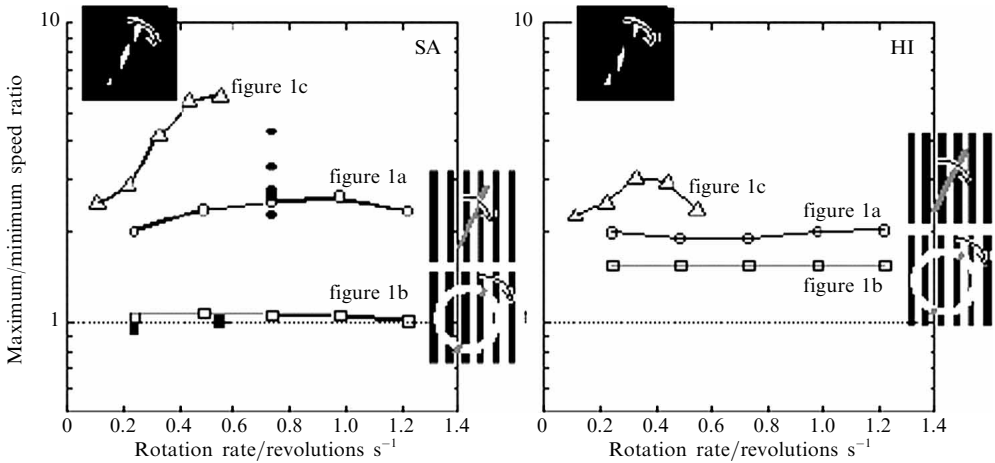 10
SA
figure 1c
figure 1a
figure 1b
1
0 0.2 0.4 0.6 0.8 1.0 1.2 1.4
Rotation rate/revolutions s⁻¹
Maximum/minimum speed ratio
10
HI
figure 1c
figure 1a
figure 1b
1
0 0.2 0.4 0.6 0.8 1.0 1.2 1.4
Rotation rate/revolutions s⁻¹